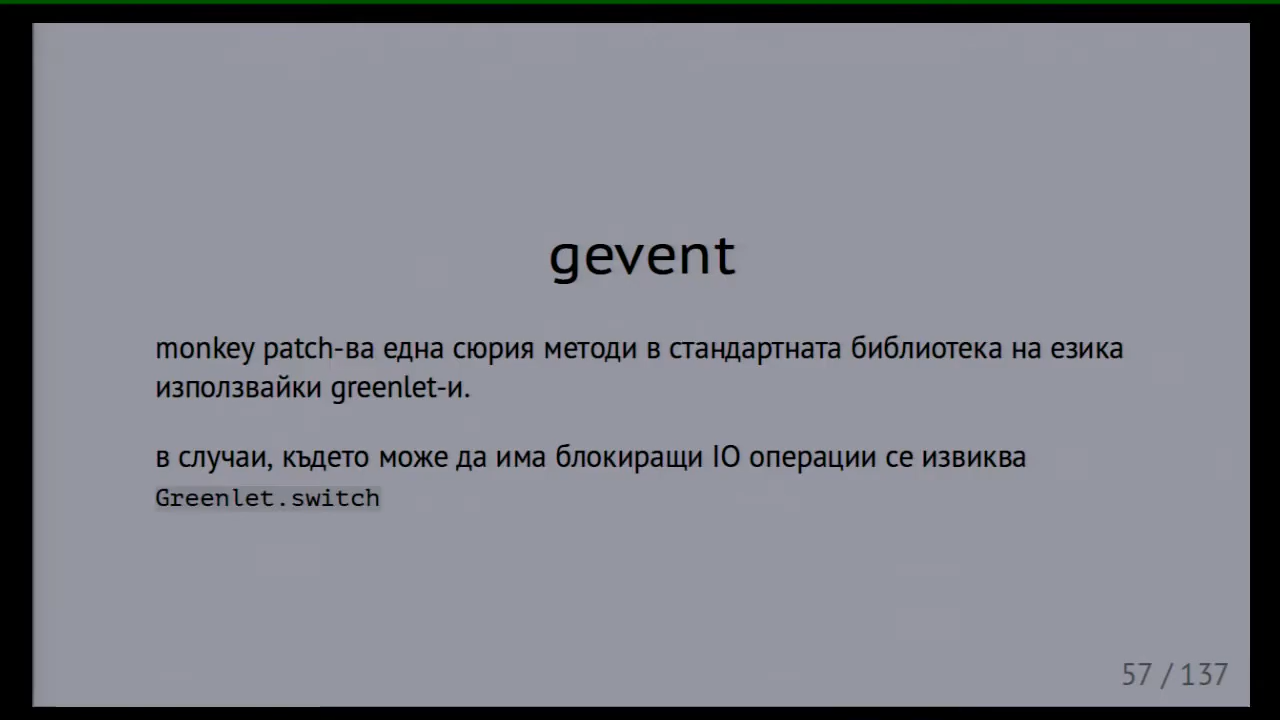 gevent
monkey patch-ва една сюрия методи в стандартната библиотека на езика
използвайки greenlet-и.
в случаи, където може да има блокиращи IO операции се извиква
Greenlet.switch
57 / 137